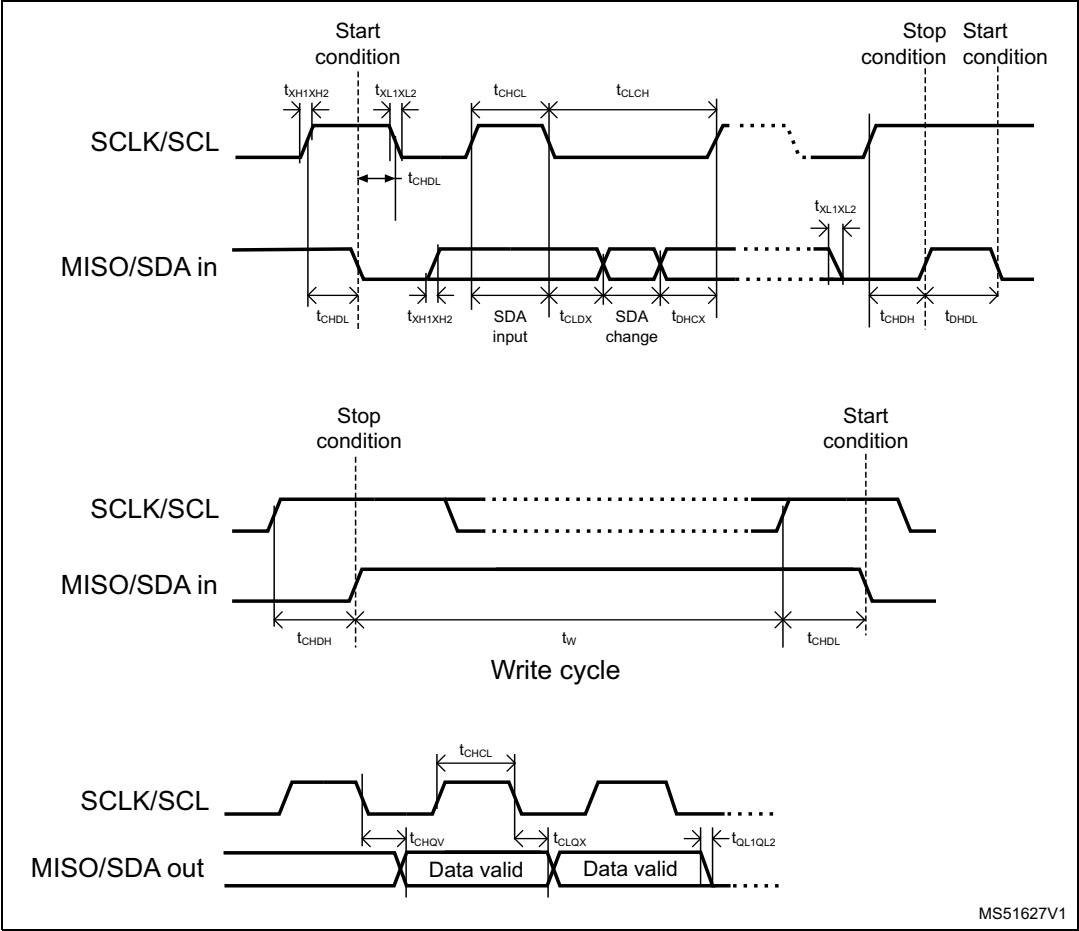 Start
condition
Stop
condition
Start
condition
tXH1XH2
tXL1XL2
tCHCL
tCLCH
SCLK/SCL
tCHDL
tXL1XL2
MISO/SDA in
tCHDL
tXH1XH2
SDA
input
tCLDX
SDA
change
tDHCX
tCHDH
tDHDL
Stop
condition
Start
condition
SCLK/SCL
MISO/SDA in
tCHDH
tW
tCHDL
Write cycle
tCHCL
SCLK/SCL
tCHQV
tCLQX
tQL1QL2
MISO/SDA out
Data valid
Data valid
MS51627V1